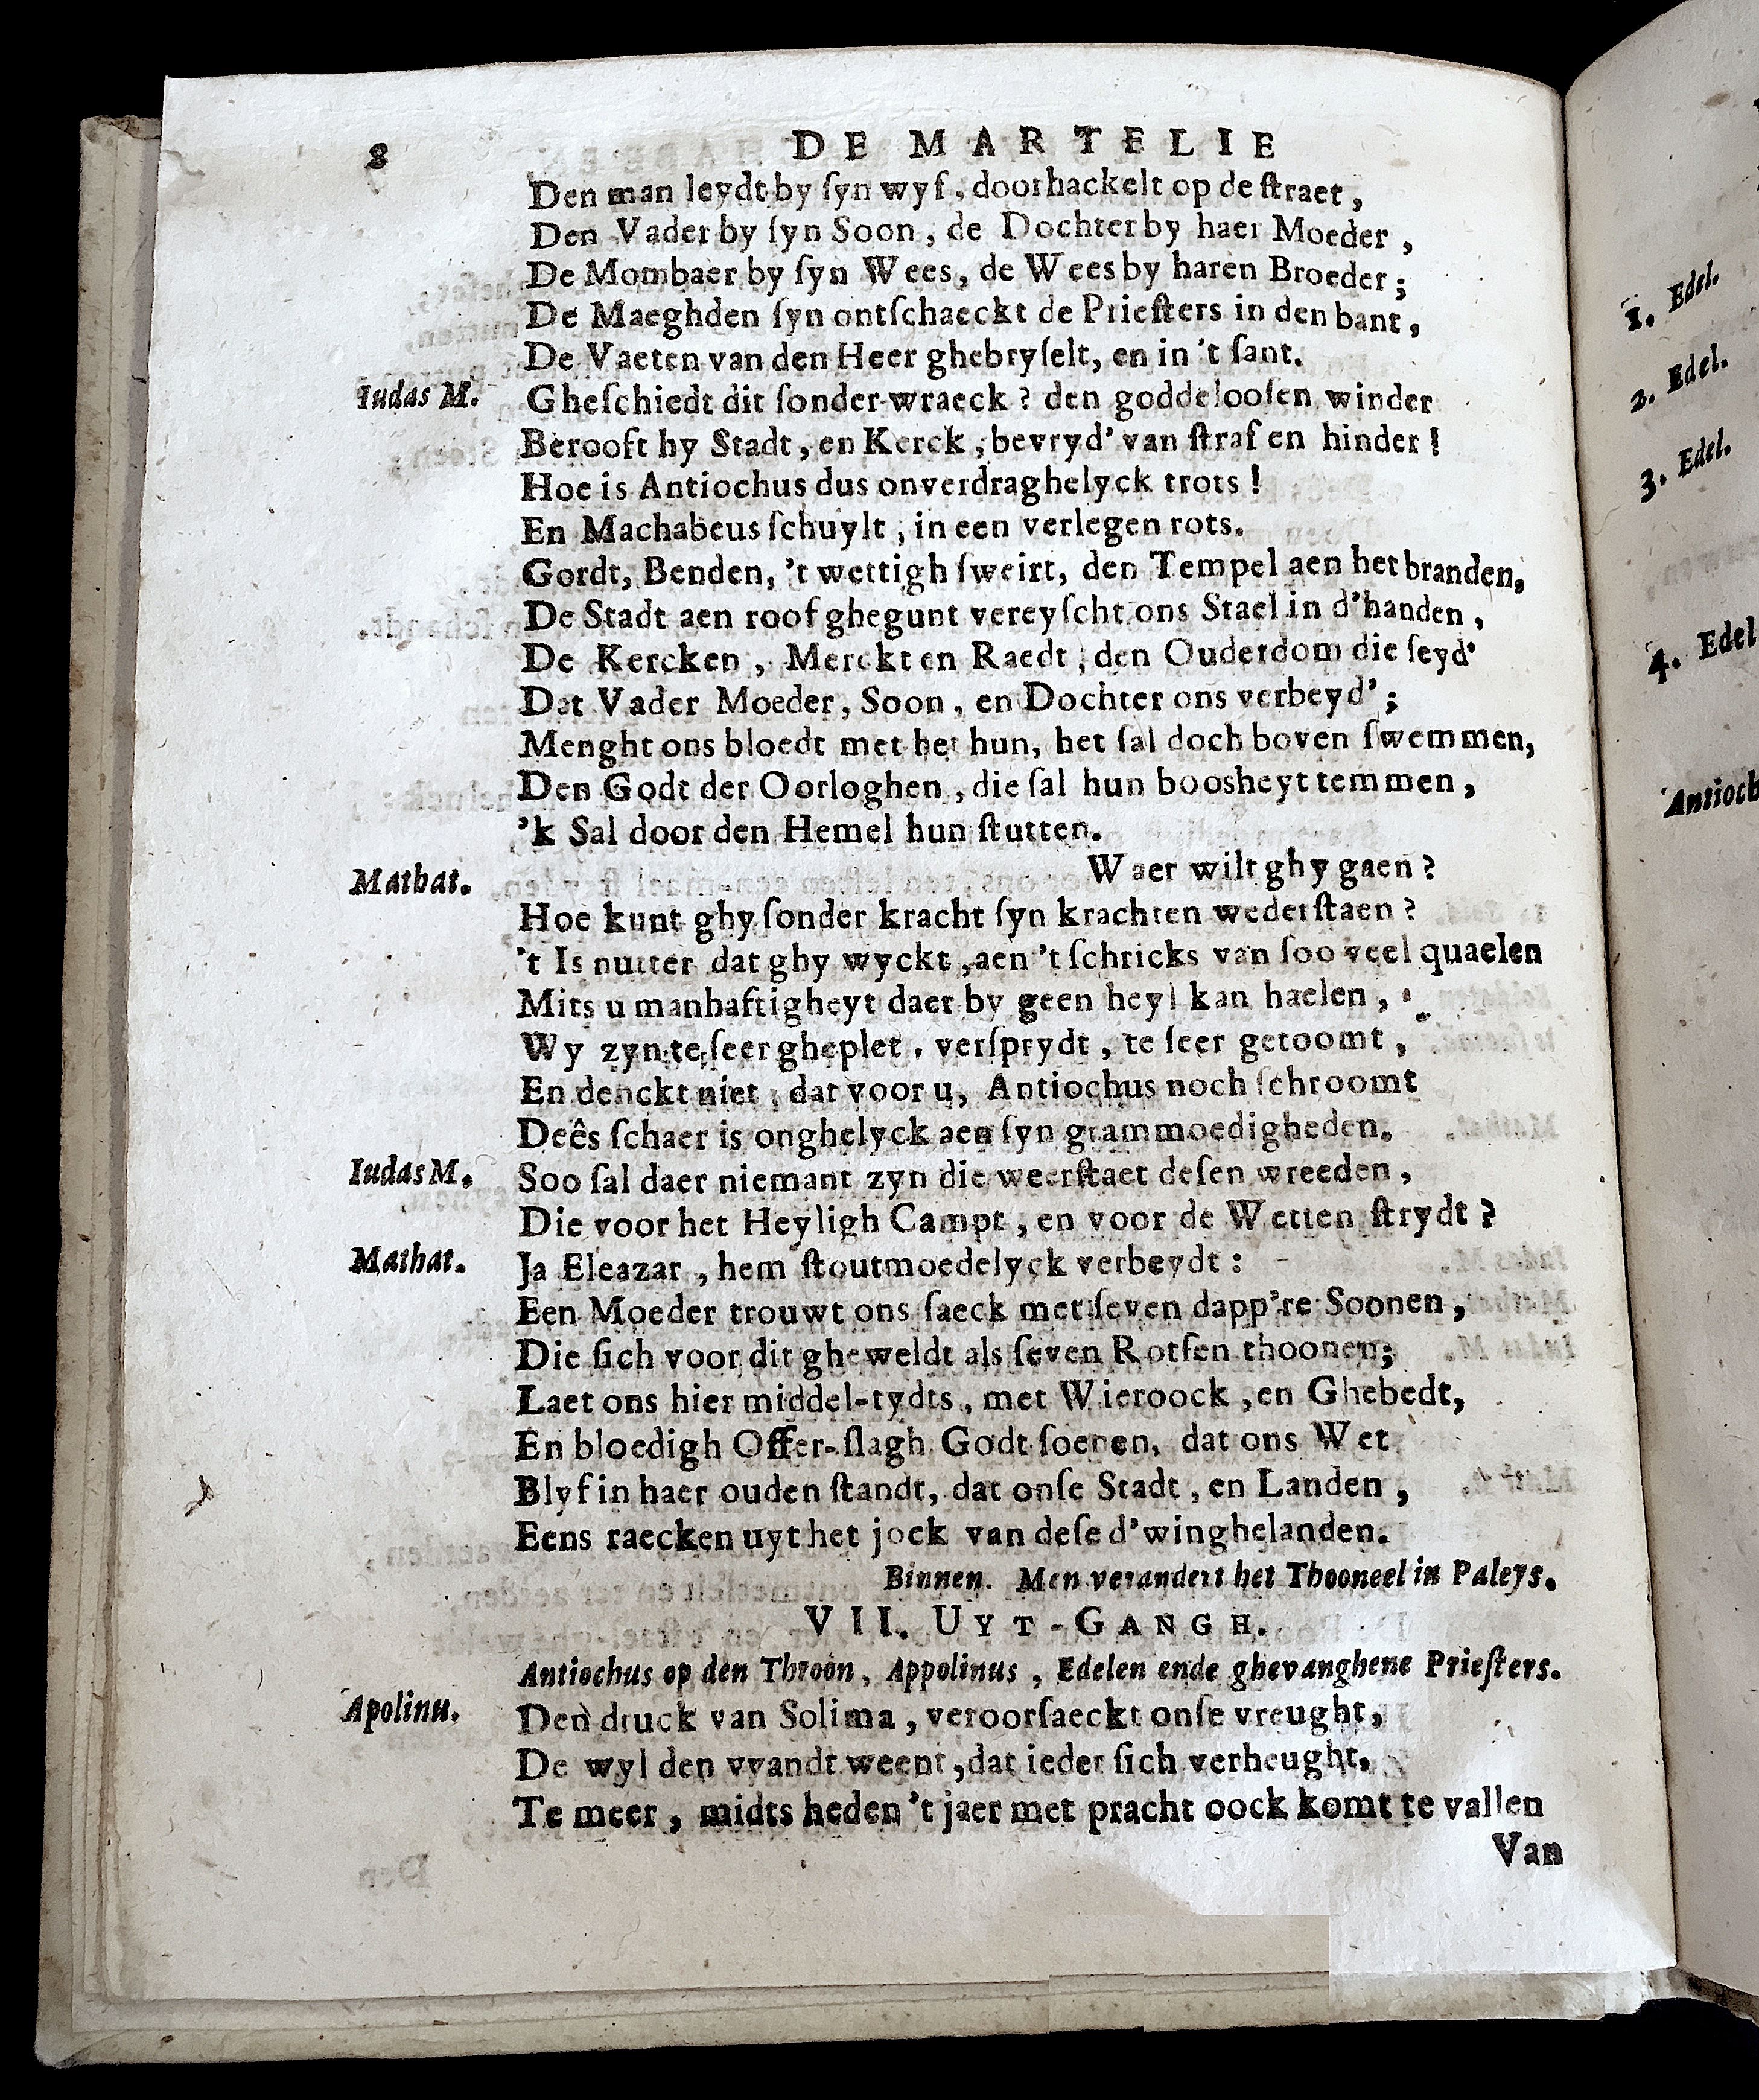 8 DE MARTELIE
Den man leydt by ſyn wyf, doorhackelt op de ſtraet,
Den Vader by ſyn Soon, de Dochter by haer Moeder,
De Mombaer by ſyn Wees, de Wees by haren Broeder;
De Maeghden ſyn ontſchaeckt de Prieſters in den bant,
De Vaeten van den Heer ghebryſelt, en in 't ſant.
Iudas M. Gheſchiedt dit ſonder wraeck? den goddelooſen winder
Berooft hy Stadt, en Kerck, bevryd' van ſtraf en hinder!
Hoe is Antiochus dus onverdraghelyck trots!
En Machabeus ſchuylt, in een verlegen rots.
Gordt, Benden, 't wettigh ſweirt, den Tempel aen het branden,
De Stadt aen roof ghegunt vereyſcht ons Stael in d'handen,
De Kercken, Merckt en Raedt, den Ouderdom die ſeyd'
Dat Vader Moeder, Soon, en Dochter ons verbeyd';
Menght ons bloedt met het hun, het ſal doch boven ſwemmen,
Den Godt der Oorloghen, die ſal hun boosheyt temmen,
'k Sal door den Hemel hun ſtutten.
Mathat. Waer wilt ghy gaen?
Hoe kunt ghy ſonder kracht ſyn krachten wederſtaen?
't Is nutter dat ghy wyckt, aen 't ſchricks van ſoo veel quaelen
Mits u manhaftigheyt daer by geen heyl kan haelen,
Wy zyn te ſeer gheplet, verſprydt, te ſeer getoomt,
En denckt niet, dat voor u, Antiochus noch ſchroomt
Deês ſchaer is onghelyck aen ſyn grammoedigheden.
Iudas M. Soo ſal daer niemant zyn die weerſtaet deſen wreeden,
Die voor het Heyligh Campt, en voor de Wetten ſtrydt?
Mathat. Ja Eleazar, hem ſtoutmoedelyck verbeydt:
Een Moeder trouwt ons ſaeck met ſeven dapp're Soonen,
Die ſich voor dit gheweldt als ſeven Rotſen thoonen;
Laet ons hier middel-tydts, met Wieroock, en Ghebedt,
En bloedigh Offer-ſlagh Godt ſoenen, dat ons Wet
Blyf in haer ouden ſtandt, dat onſe Stadt, en Landen,
Eens raecken uyt het jock van deſe d'winghelanden.
Binnen. Men verandert het Thooneel in Paleys.
VII. UYT-GANGH.
Antiochus op den Throon, Appolinus, Edelen ende ghevanghene Prieſters.
Apolinu. Den druck van Solima, veroorſaeckt onſe vreught,
De wyl den vyandt weent, dat ieder ſich verheught,
Te meer, midts heden 't jaer met pracht oock komt te vallen
Van
1. Edel.
2. Edel.
3. Edel.
4. Edel
Antioch